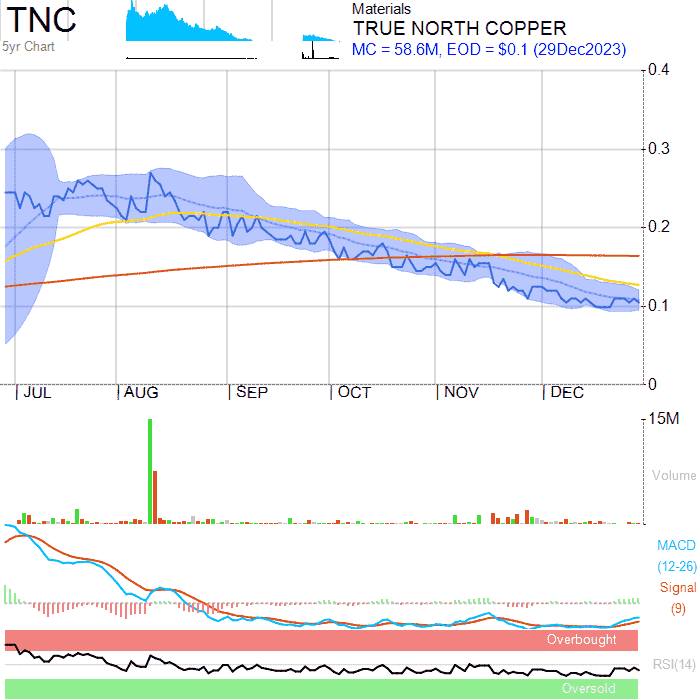 TNC
5yr Chart
Materials
TRUE NORTH COPPER
MC = 58.6M, EOD = $0.1 (29Dec2023)
0.4
0.3
0.2
0.1
0
JUL AUG SEP OCT NOV DEC
15M
Volume
MACD
(12-26)
Signal
(9)
Overbought
RSI(14)
Oversold